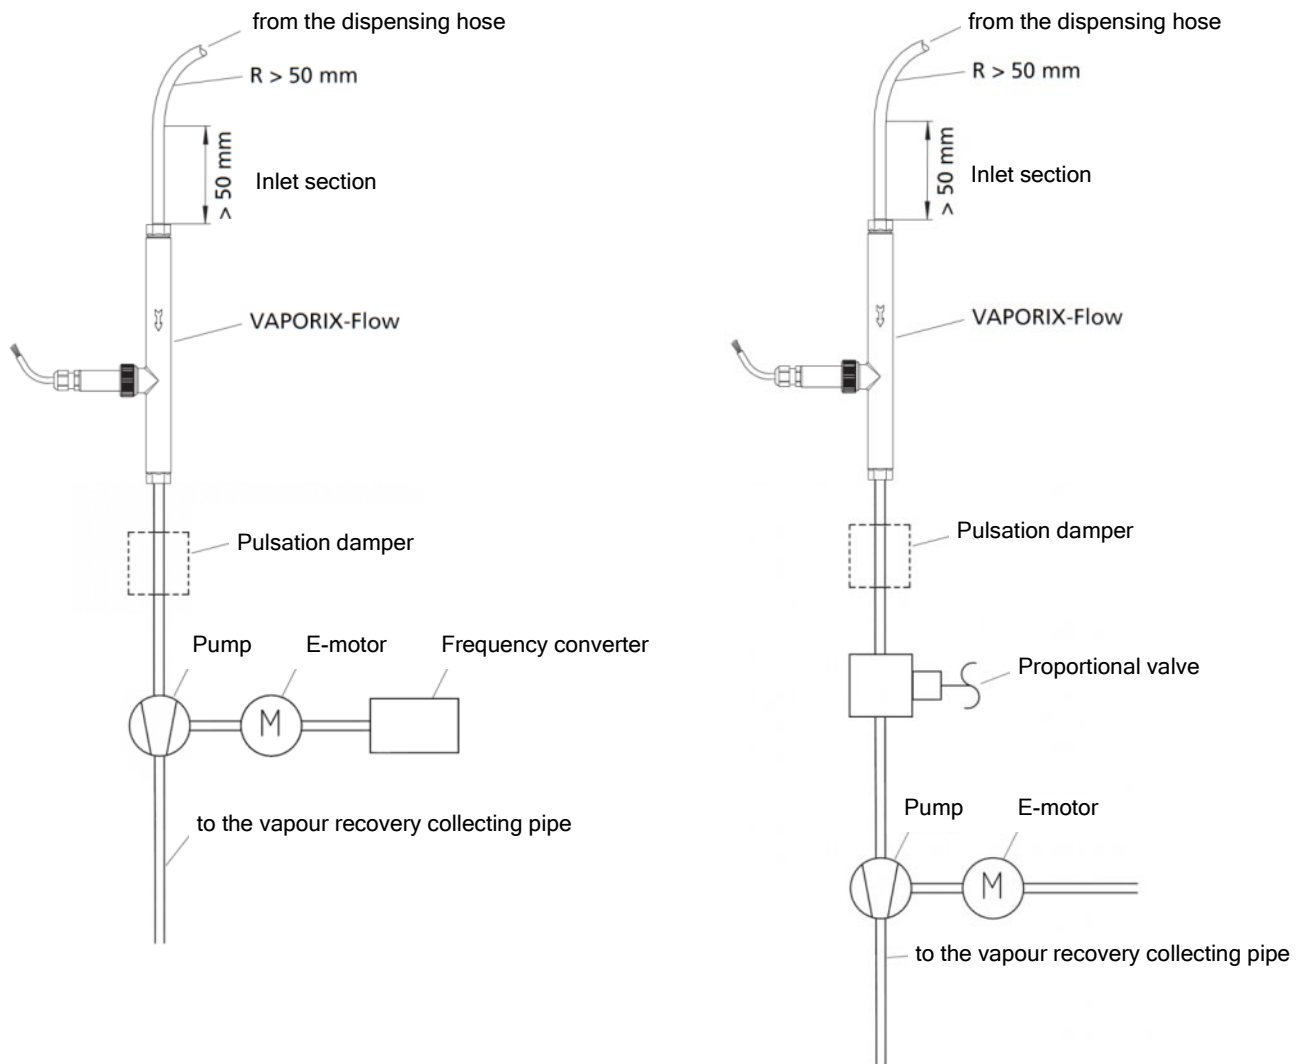 from the dispensing hose
R > 50 mm
> 50 mm
Inlet section
VAPORIX-Flow
Pulsation damper
Pump
E-motor
Frequency converter
M
to the vapour recovery collecting pipe
from the dispensing hose
R > 50 mm
> 50 mm
Inlet section
VAPORIX-Flow
Pulsation damper
Proportional valve
Pump
E-motor
M
to the vapour recovery collecting pipe